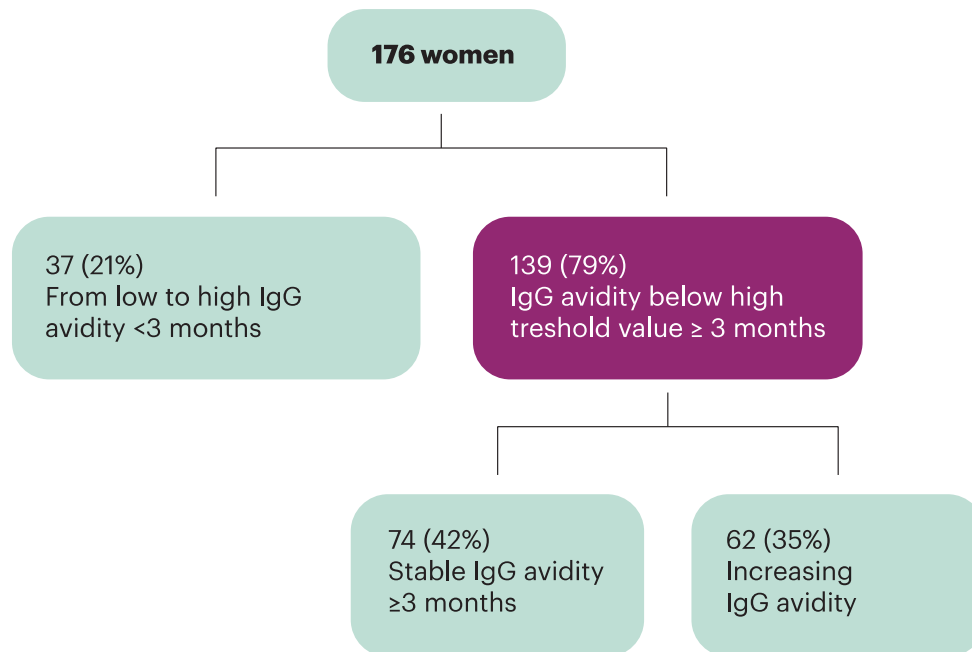 176 women
37 (21%)
From low to high IgG
avidity <3 months
139 (79%)
IgG avidity below high
treshold value ≥ 3 months
74 (42%)
Stable IgG avidity
≥3 months
62 (35%)
Increasing
IgG avidity